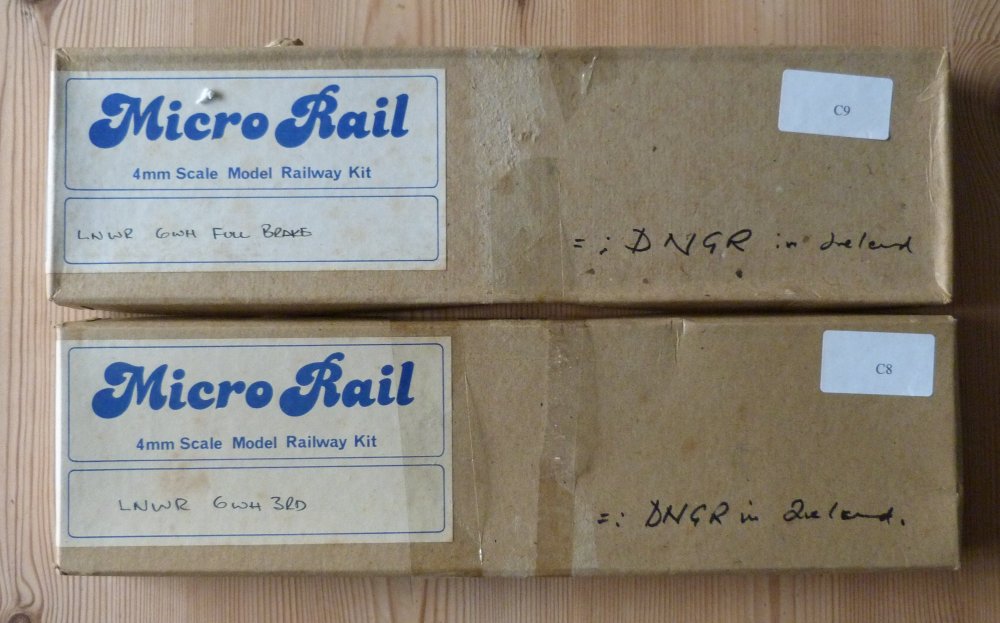 Micro Rail
4mm Scale Model Railway Kit
LNWR 6WH FULL BRAKE
C9
= ; DNGR in Ireland
Micro Rail
4mm Scale Model Railway Kit
LNWR 6WH 3RD
C8
= : DNGR in Ireland.